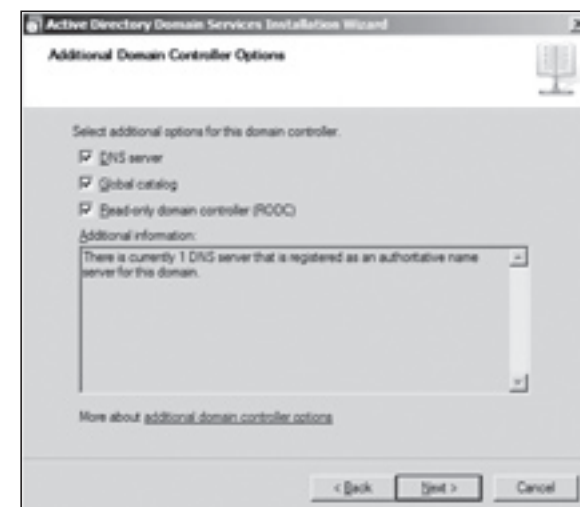 Active Directory Domain Services Installation Wizard
Additional Domain Controller Options
Select additional options for this domain controller.
DNS server
Global catalog
Read-only domain controller (RODC)
Additional information:
There is currently 1 DNS server that is registered as an authoritative name
server for this domain.
More about additional domain controller options
< Back
Next >
Cancel